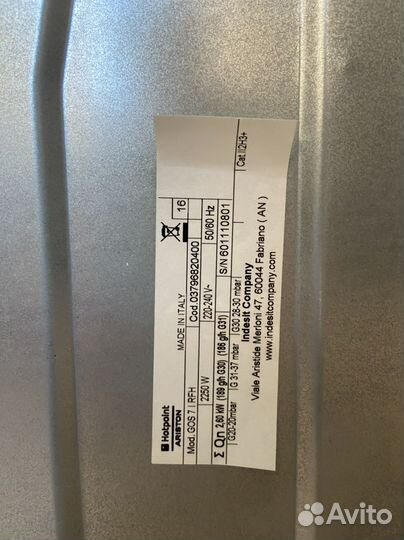 Hotpoint
ARISTON
MADE IN ITALY
16
Mod. GOS 7 I RFH
Cod. 03796820400
2250 W
220-240 V~
50/60 Hz
Σ Qn 2,60 kW (189 g/h G30) (186 g/h G31)
S/N 601110801
G20-20mbar
G 31-37 mbar
G30 28-30 mbar
Cat II2H3+
Indesit Company
Viale Aristide Merloni 47, 60044 Fabriano ( AN )
www.indesitcompany.com
Avito